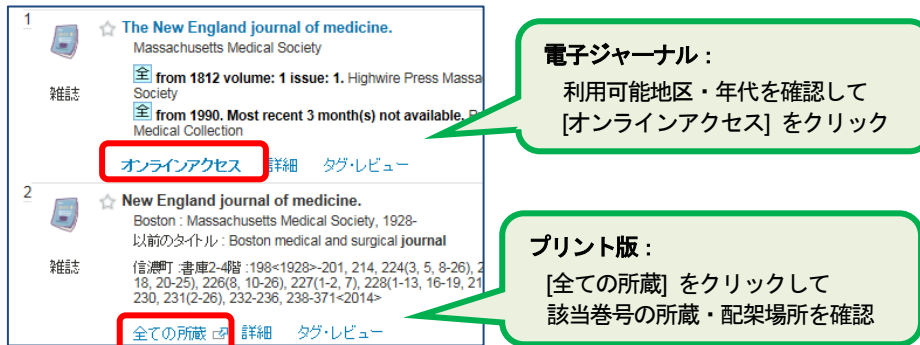 1
The New England journal of medicine.
Massachusetts Medical Society
全 from 1812 volume: 1 issue: 1. Highwire Press Massa
Society
全 from 1990. Most recent 3 month(s) not available.
Medical Collection
雑誌
オンラインアクセス 詳細 タグ・レビュー
2
New England journal of medicine.
Boston : Massachusetts Medical Society, 1928-
以前のタイトル : Boston medical and surgical journal
雑誌
信濃町 :書庫2-4階 :198<1928>-201, 214, 224(3, 5, 8-26), 2
18, 20-25), 226(8, 10-26), 227(1-2, 7), 228(1-13, 16-19, 21
230, 231(2-26), 232-236, 238-371<2014>
全ての所蔵 詳細 タグ・レビュー
電子ジャーナル：
利用可能地区・年代を確認して
[オンラインアクセス] をクリック
プリント版：
[全ての所蔵] をクリックして
該当巻号の所蔵・配架場所を確認